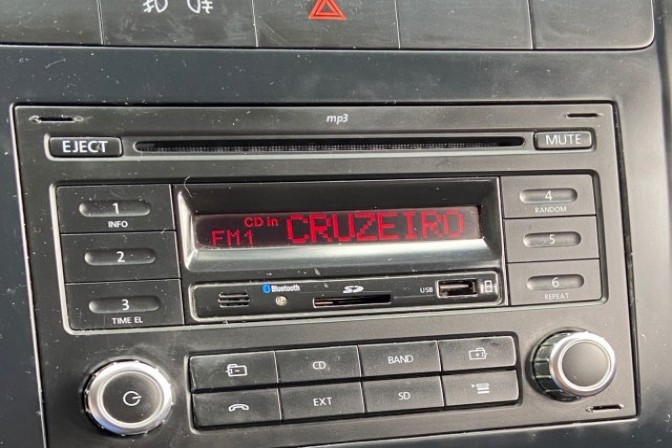 mp3
EJECT
MUTE
1
INFO
2
3
TIME EL
CD in
FM1 CRUZEIRO
4
RANDOM
5
6
REPEAT
Bluetooth
SD
USB
CD
BAND
EXT
SD